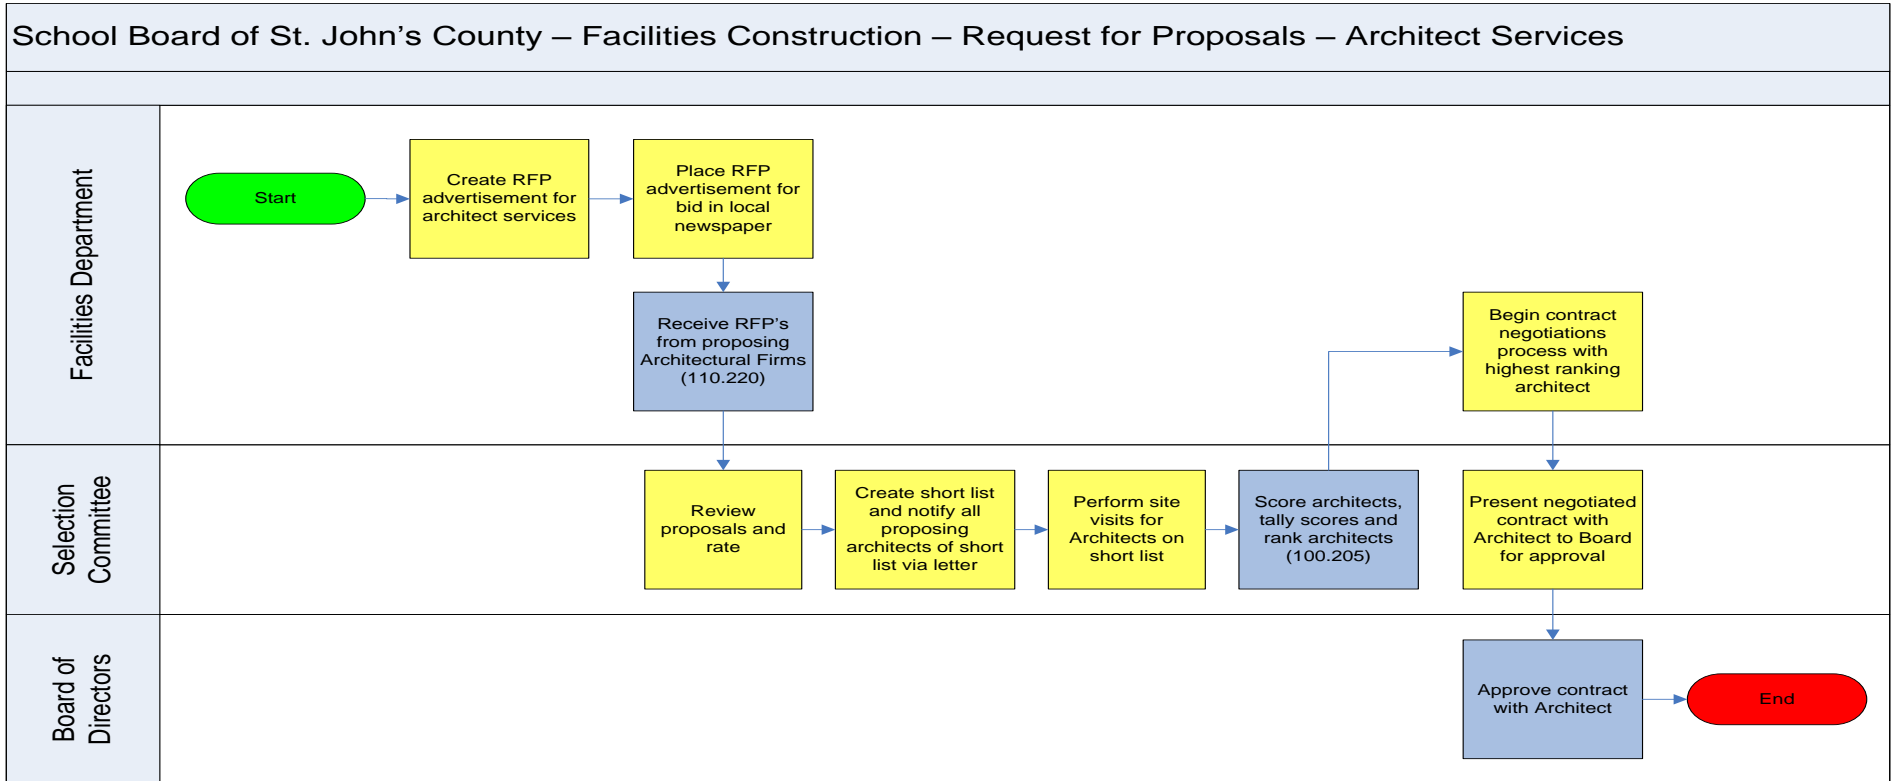 School Board of St. John’s County – Facilities Construction – Request for Proposals – Architect Services
Facilities Department
Start
Create RFP
advertisement for
architect services
Place RFP
advertisement for
bid in local
newspaper
Receive RFP’s
from proposing
Architectural Firms
(110.220)
Begin contract
negotiations
process with
highest ranking
architect
Selection
Committee
Review
proposals and
rate
Create short list
and notify all
proposing
architects of short
list via letter
Perform site
visits for
Architects on
short list
Score architects,
tally scores and
rank architects
(100.205)
Present negotiated
contract with
Architect to Board
for approval
Board of
Directors
Approve contract
with Architect
End